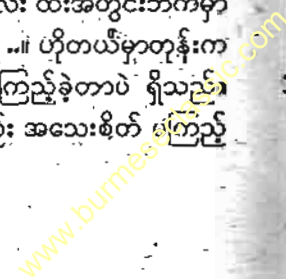 ထဲးအတွင်းဘက်မှာ
..။ ဟိုတယ်မှာတုန်းက
ကြည့်ခဲ့တာပဲ ရှိသည်။
အသေးစိတ် မကြည့်
www.burmeseclassic.com